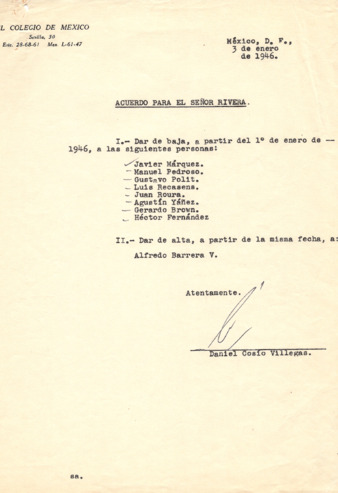 L COLEGIO DE MEXICO
Sevilla, 30
Eric. 28-68-61 Mex L-61-47
México, D. F.,
3 de enero
de 1946.
ACUERDO PARA EL SEÑOR RIVERA.
I.- Dar de baja, a partir del 1° de enero de --
1946, a las siguientes personas:
Javier Márquez.
Manuel Pedroso.
Gustavo Polit.
Luis Recasens.
Juan Roura.
Agustín Yáñez.
Gerardo Brown.
Héctor Fernández
II.- Dar de alta, a partir de la misma fecha, a:
Alfredo Barrera V.
Atentamente.
Daniel Cosío Villegas.
sa.